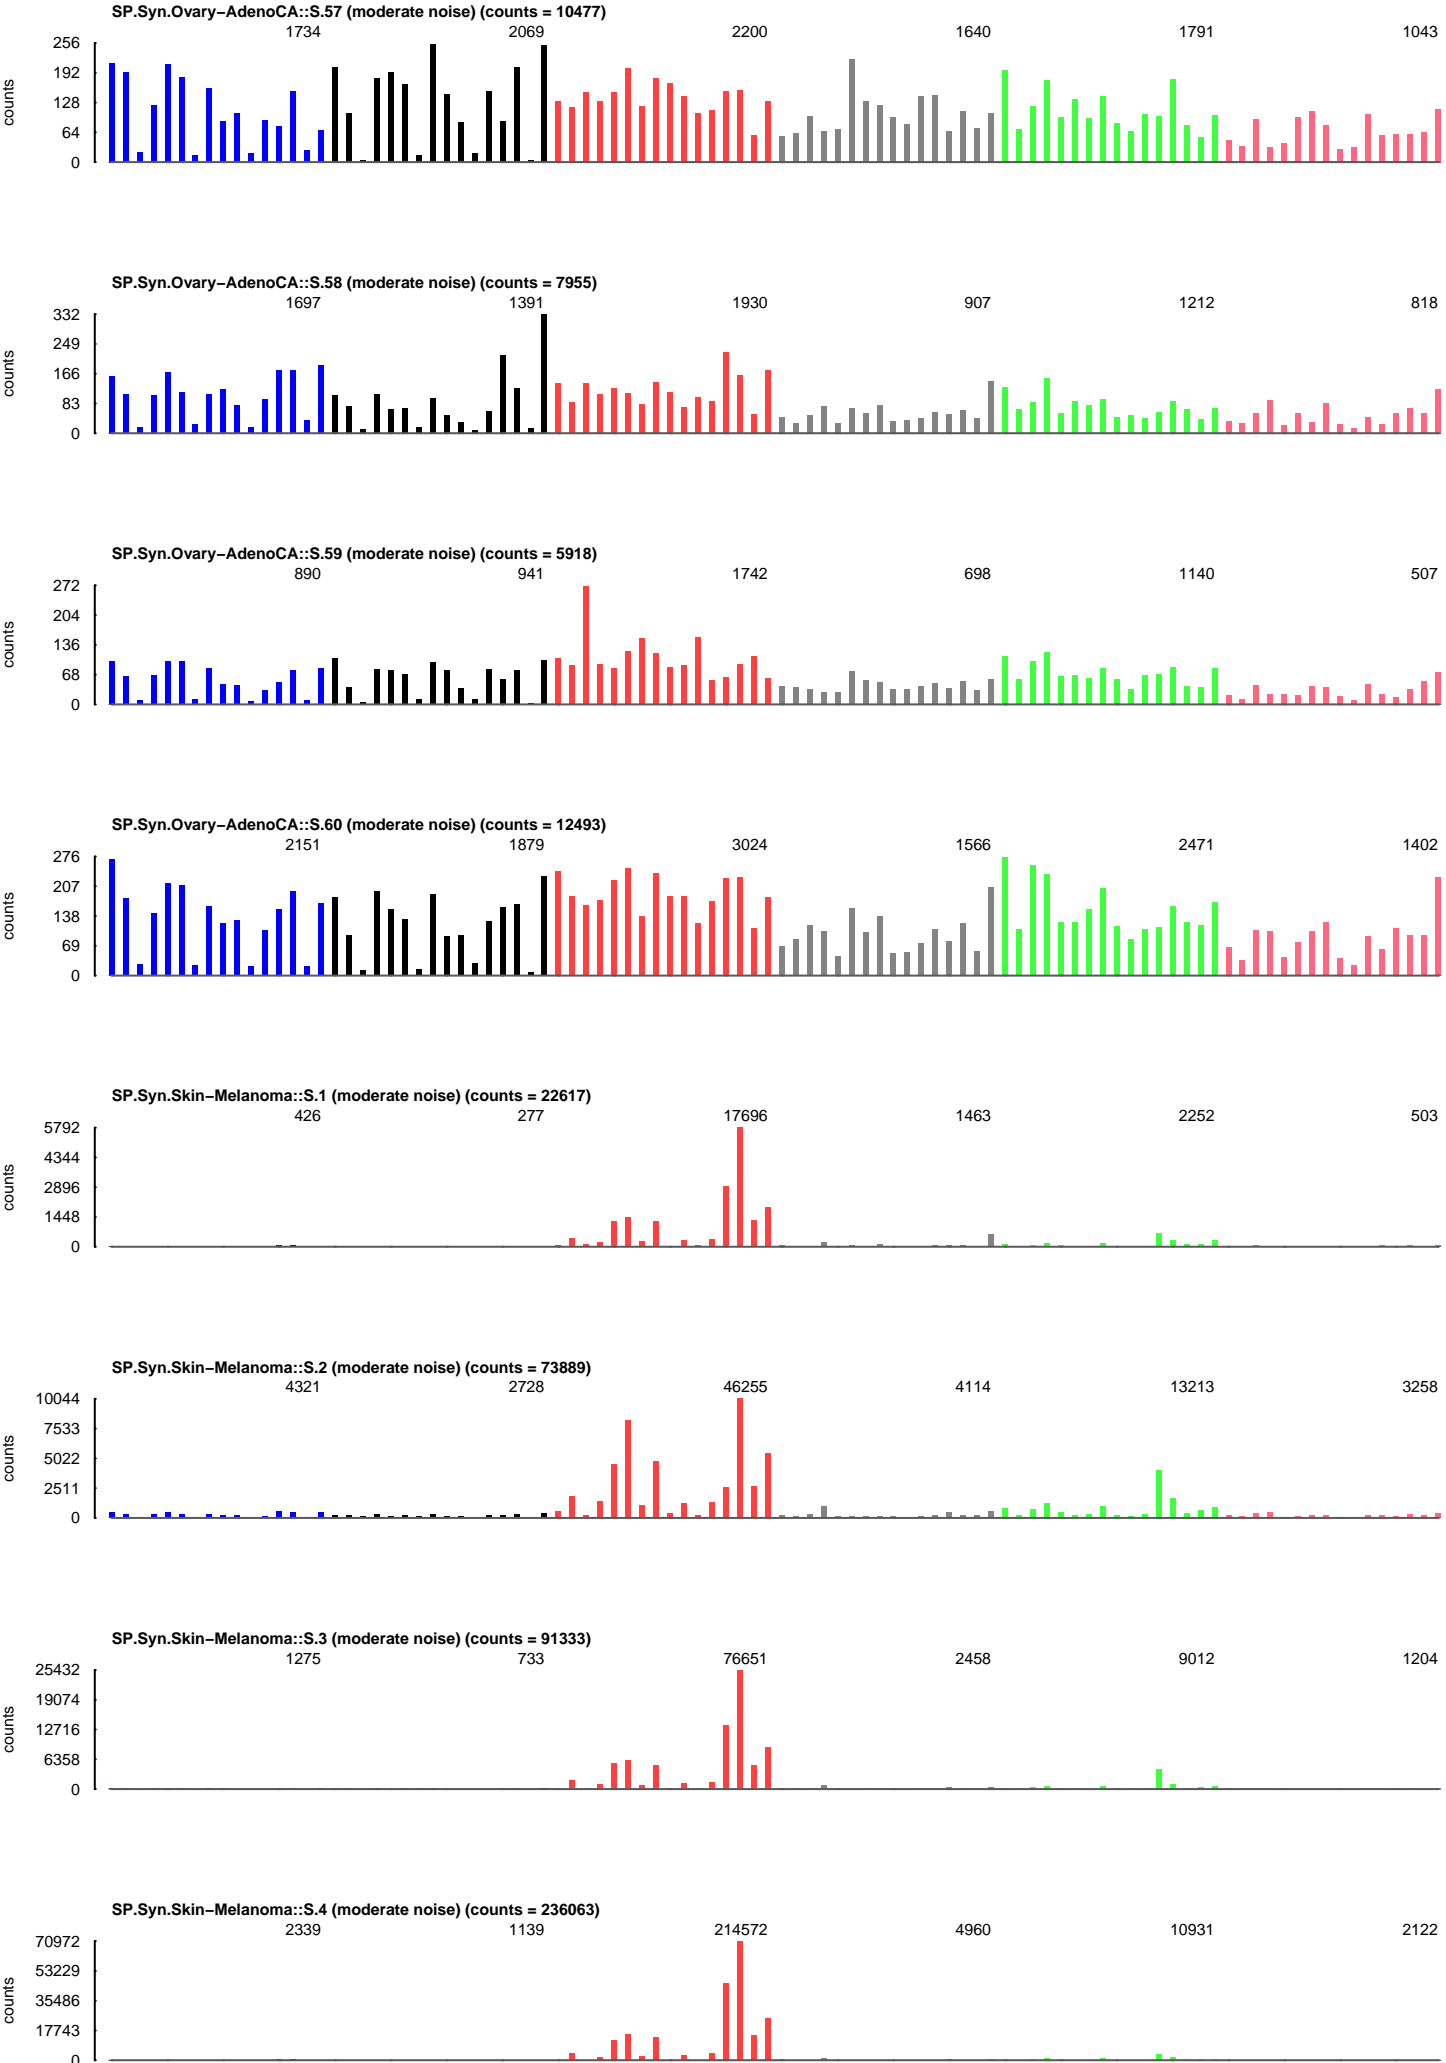 SP.Syn.Ovary−AdenoCA::S.57 (moderate noise) (counts = 10477)
1734 2069 2200 1640 1791 1043
256
192
128
64
0
counts
SP.Syn.Ovary−AdenoCA::S.58 (moderate noise) (counts = 7955)
1697 1391 1930 907 1212 818
332
249
166
83
0
counts
SP.Syn.Ovary−AdenoCA::S.59 (moderate noise) (counts = 5918)
890 941 1742 698 1140 507
272
204
136
68
0
counts
SP.Syn.Ovary−AdenoCA::S.60 (moderate noise) (counts = 12493)
2151 1879 3024 1566 2471 1402
276
207
138
69
0
counts
SP.Syn.Skin−Melanoma::S.1 (moderate noise) (counts = 22617)
426 277 17696 1463 2252 503
5792
4344
2896
1448
0
counts
SP.Syn.Skin−Melanoma::S.2 (moderate noise) (counts = 73889)
4321 2728 46255 4114 13213 3258
10044
7533
5022
2511
0
counts
SP.Syn.Skin−Melanoma::S.3 (moderate noise) (counts = 91333)
1275 733 76651 2458 9012 1204
25432
19074
12716
6358
0
counts
SP.Syn.Skin−Melanoma::S.4 (moderate noise) (counts = 236063)
2339 1139 214572 4960 10931 2122
70972
53229
35486
17743
0
counts